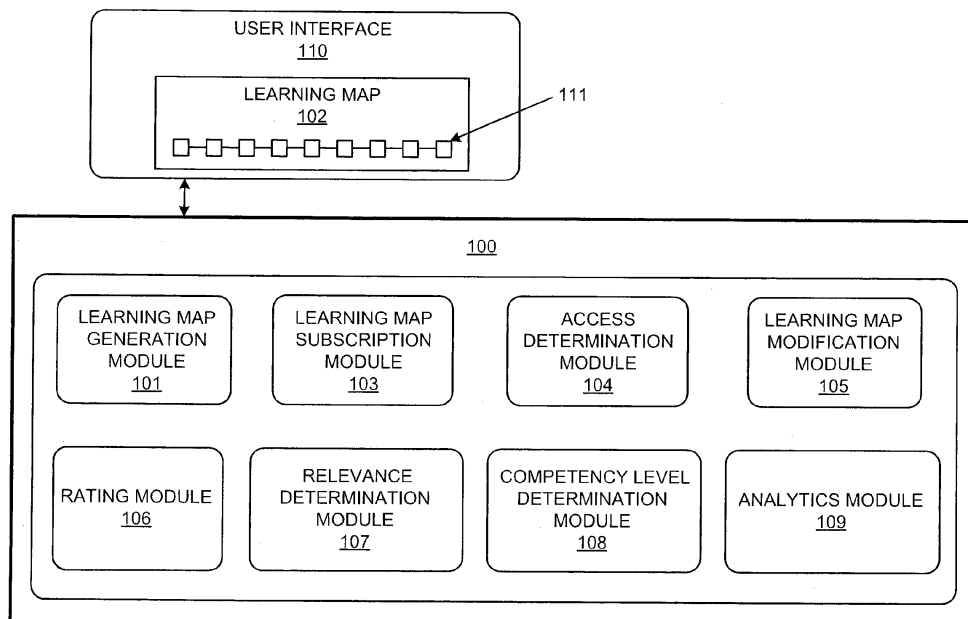 USER INTERFACE
110
LEARNING MAP
102
111
100
LEARNING MAP
GENERATION
MODULE
101
LEARNING MAP
SUBSCRIPTION
MODULE
103
ACCESS
DETERMINATION
MODULE
104
LEARNING MAP
MODIFICATION
MODULE
105
RATING MODULE
106
RELEVANCE
DETERMINATION
MODULE
107
COMPETENCY LEVEL
DETERMINATION
MODULE
108
ANALYTICS MODULE
109